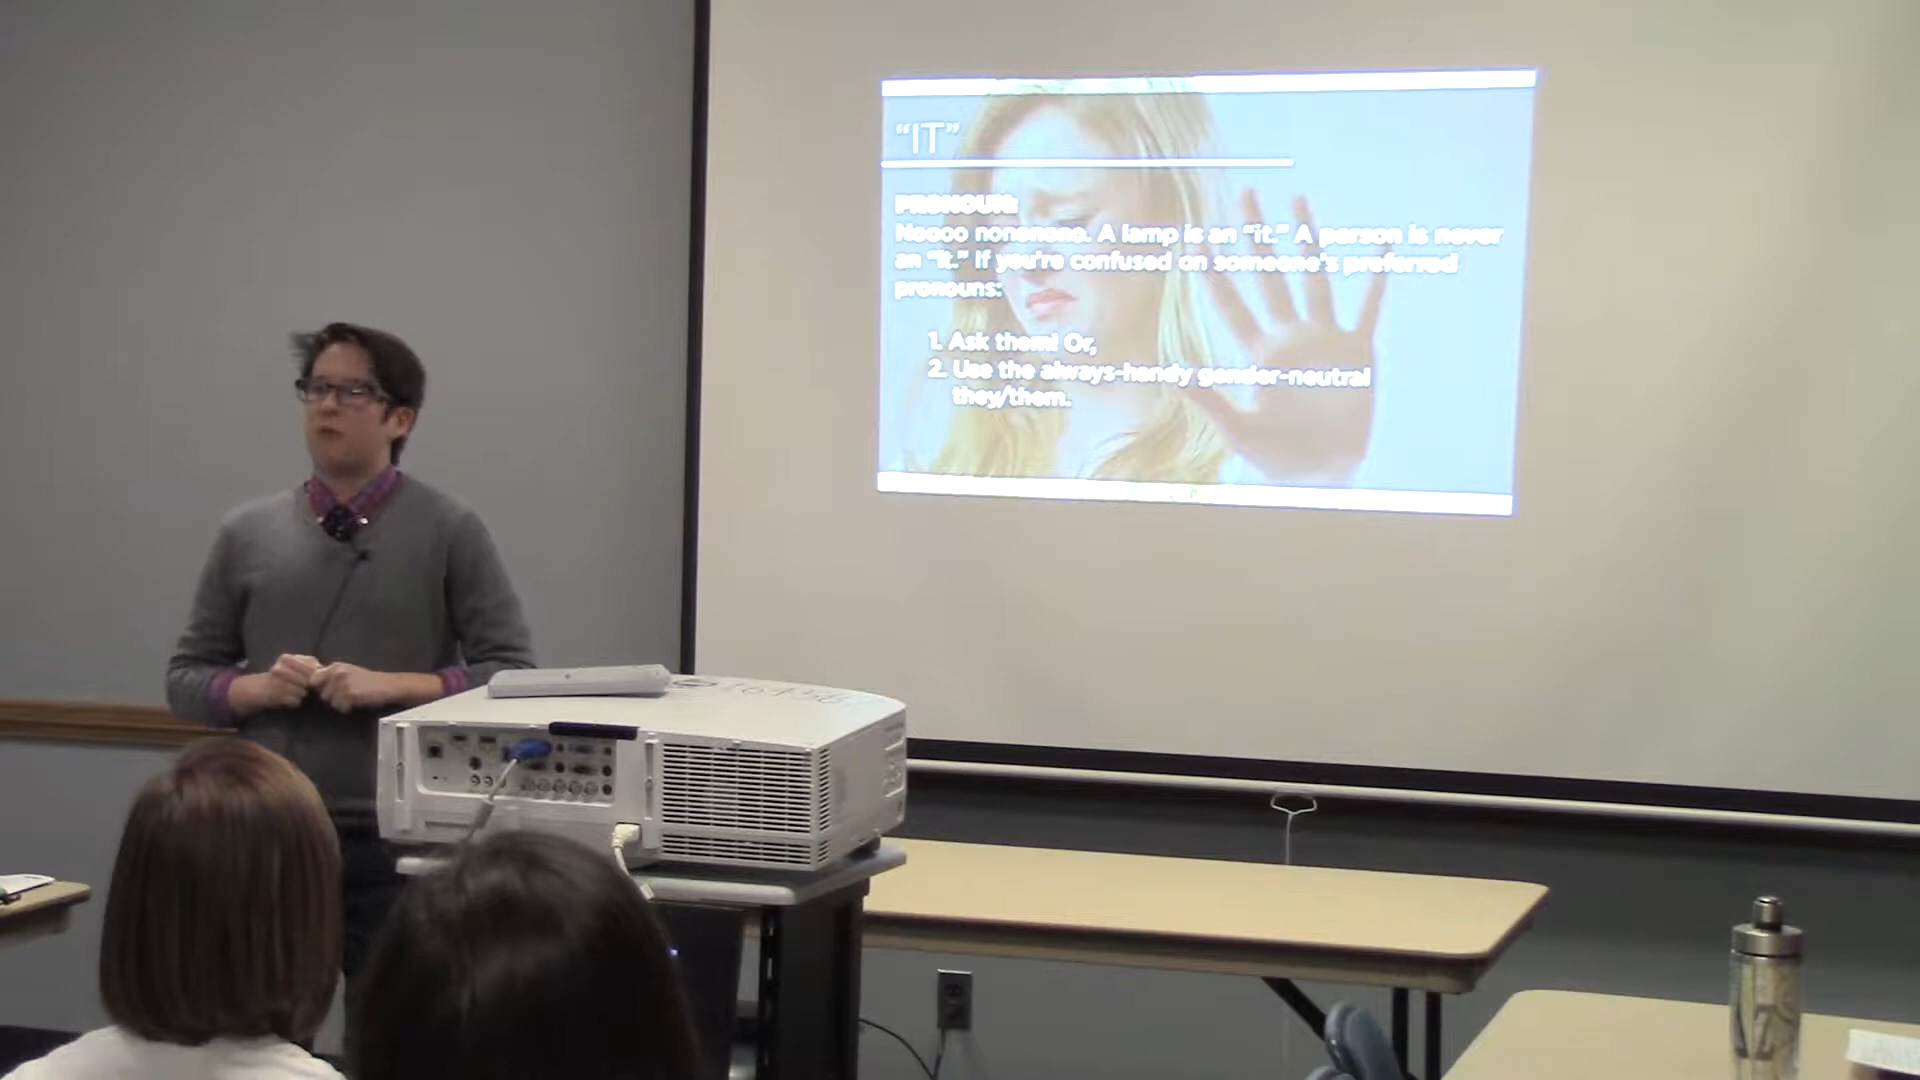 “IT”
PRONOUN:
Noooo nononono. A lamp is an “it.” A person is never
an “it.” If you're confused on someone's preferred
pronouns:
1. Ask them! Or,
2. Use the always-handy gender-neutral
they/them.